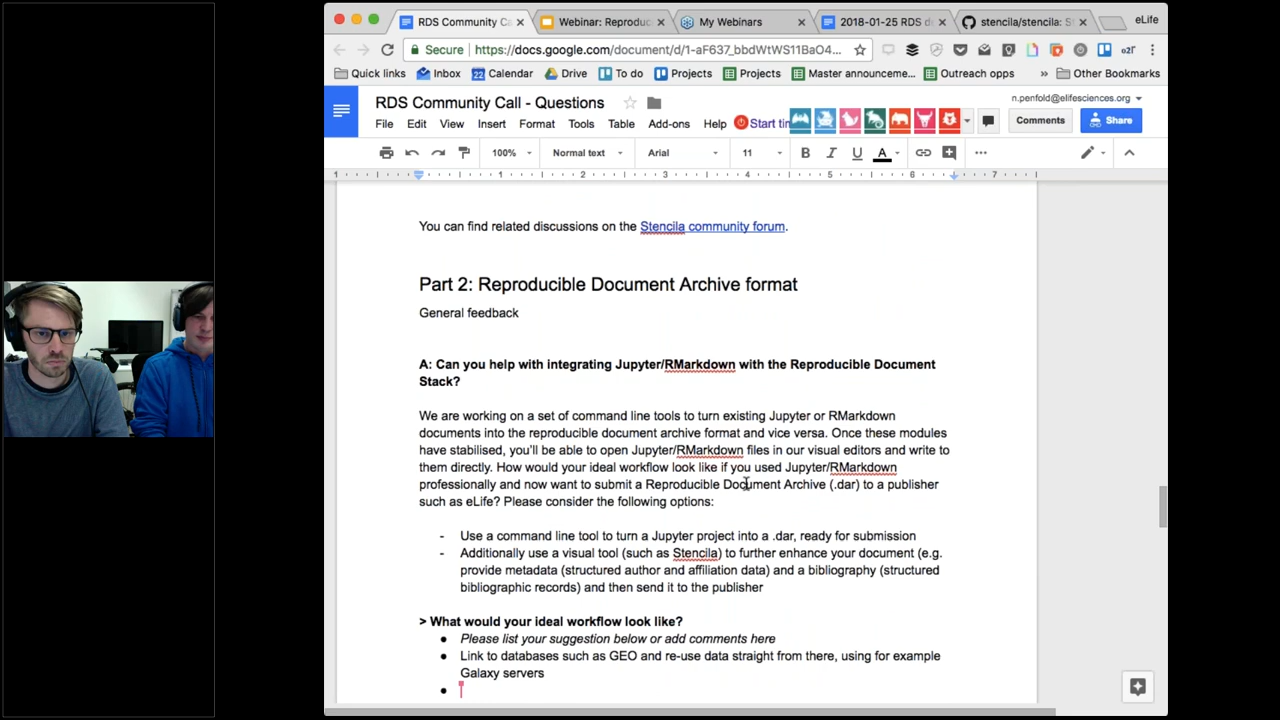 RDS Community C
Webinar: Reproduc
My Webinars
2018-01-25 RDS d
stencila/stencila: S
eLife
Secure
https://docs.google.com/document/d/1-aF637_bbdWtWS11BaO4...
Quick links
Inbox
22 Calendar
Drive
To do
Projects
Projects
Master announceme...
Outreach opps
»
Other Bookmarks
RDS Community Call - Questions
n.penfold@elifesciences.org
File Edit View Insert Format Tools Table Add-ons Help
Start tin
Comments
Share
100%
Normal text
Arial
11
B I U A
1 1 2 3 4 5 6 7
You can find related discussions on the Stencila community forum.
Part 2: Reproducible Document Archive format
General feedback
A: Can you help with integrating Jupyter/RMarkdown with the Reproducible Document
Stack?
We are working on a set of command line tools to turn existing Jupyter or RMarkdown
documents into the reproducible document archive format and vice versa. Once these modules
have stabilised, you'll be able to open Jupyter/RMarkdown files in our visual editors and write to
them directly. How would your ideal workflow look like if you used Jupyter/RMarkdown
professionally and now want to submit a Reproducible Document Archive (.dar) to a publisher
such as eLife? Please consider the following options:
- Use a command line tool to turn a Jupyter project into a .dar, ready for submission
- Additionally use a visual tool (such as Stencila) to further enhance your document (e.g.
provide metadata (structured author and affiliation data) and a bibliography (structured
bibliographic records) and then send it to the publisher
> What would your ideal workflow look like?
● Please list your suggestion below or add comments here
● Link to databases such as GEO and re-use data straight from there, using for example
Galaxy servers
●